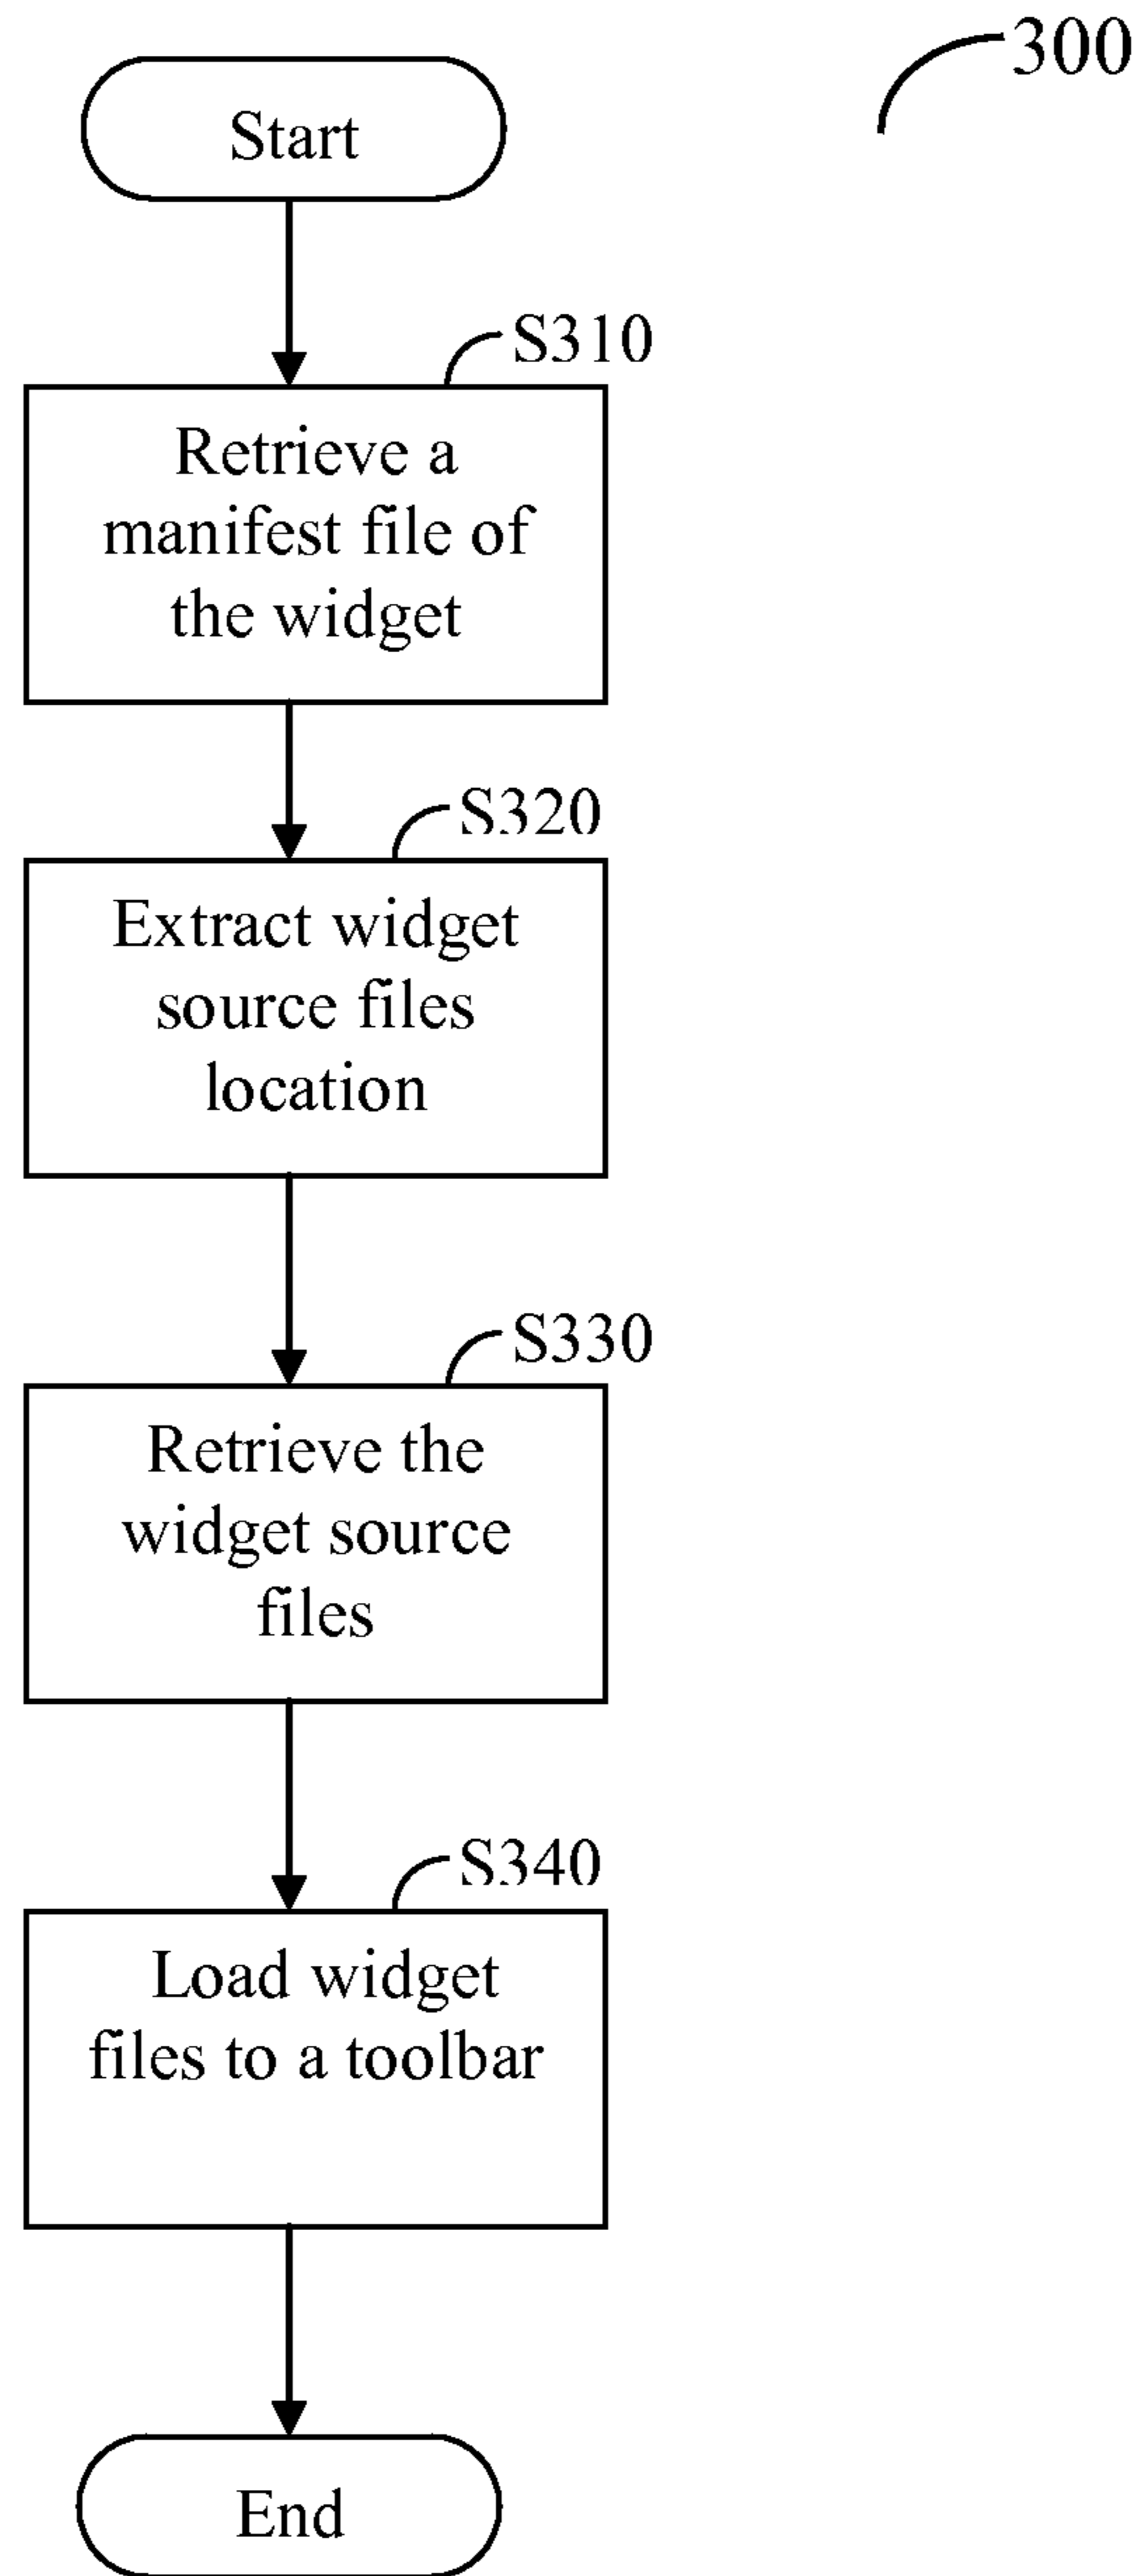 300
Start
S310
Retrieve a
manifest file of
the widget
S320
Extract widget
source files
location
S330
Retrieve the
widget source
files
S340
Load widget
files to a toolbar
End